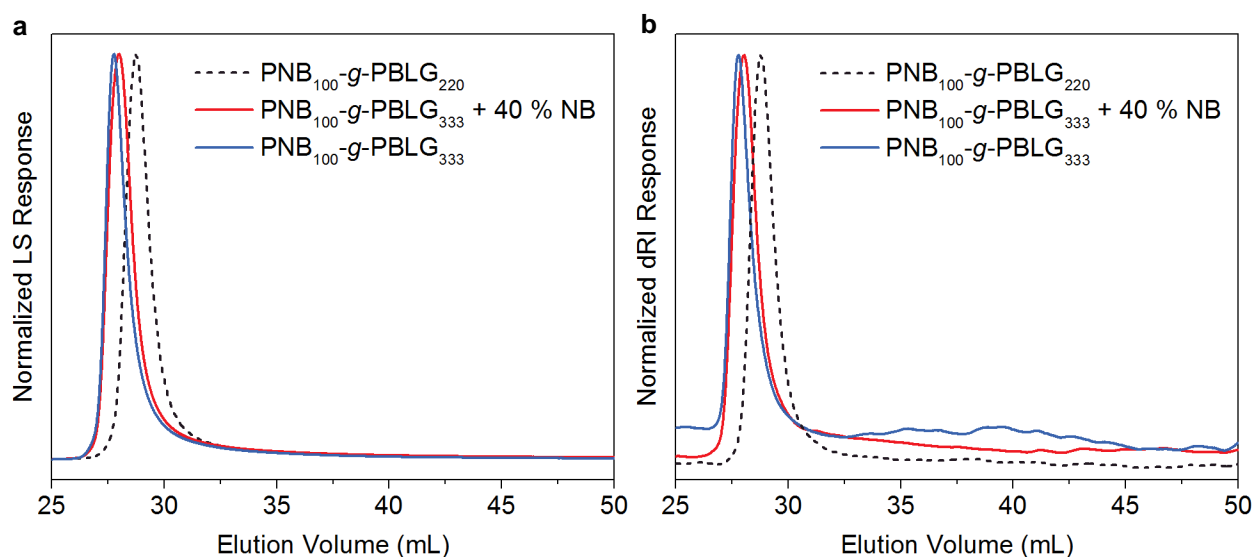 a
Normalized LS Response
PNB100-g-PBLG220
PNB100-g-PBLG333 + 40 % NB
PNB100-g-PBLG333
25 30 35 40 45 50
Elution Volume (mL)
b
Normalized dRI Response
PNB100-g-PBLG220
PNB100-g-PBLG333 + 40 % NB
PNB100-g-PBLG333
25 30 35 40 45 50
Elution Volume (mL)